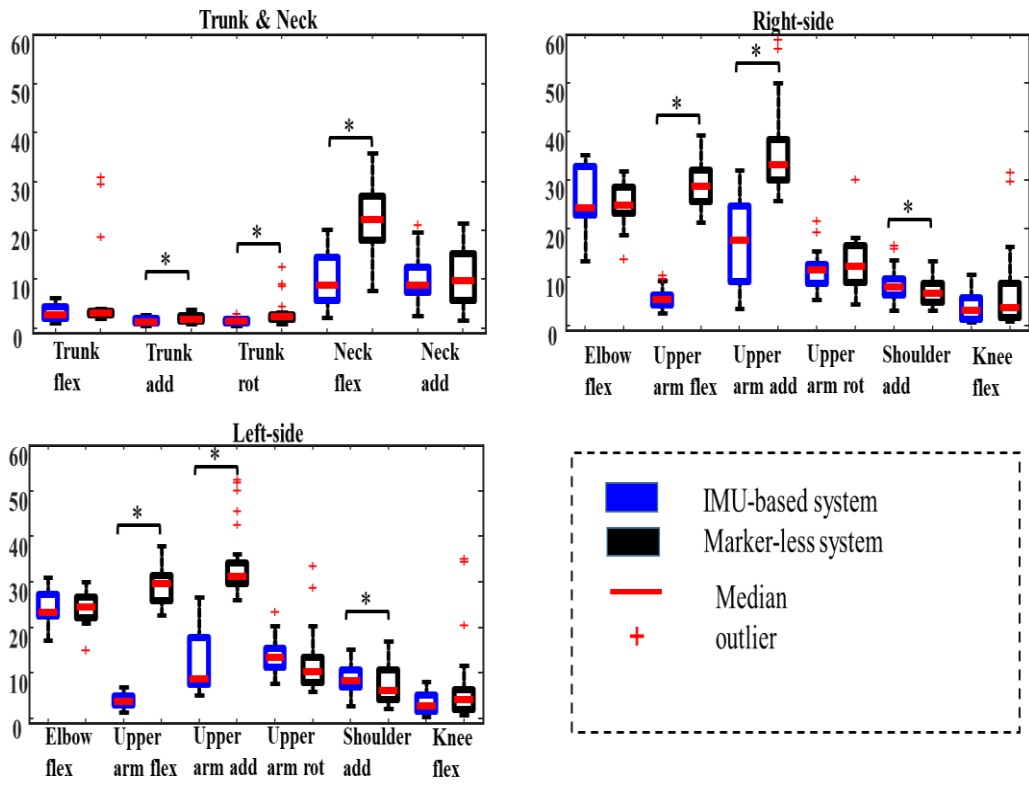 Trunk & Neck
60
50
40
30
20
10
0
*
*
*
Trunk flex
Trunk add
Trunk rot
Neck flex
Neck add
Right-side
60
50
40
30
20
10
0
*
*
*
Elbow flex
Upper arm flex
Upper arm add
Upper arm rot
Shoulder add
Knee flex
Left-side
60
50
40
30
20
10
0
*
*
*
Elbow flex
Upper arm flex
Upper arm add
Upper arm rot
Shoulder add
Knee flex
IMU-based system
Marker-less system
Median
+ outlier